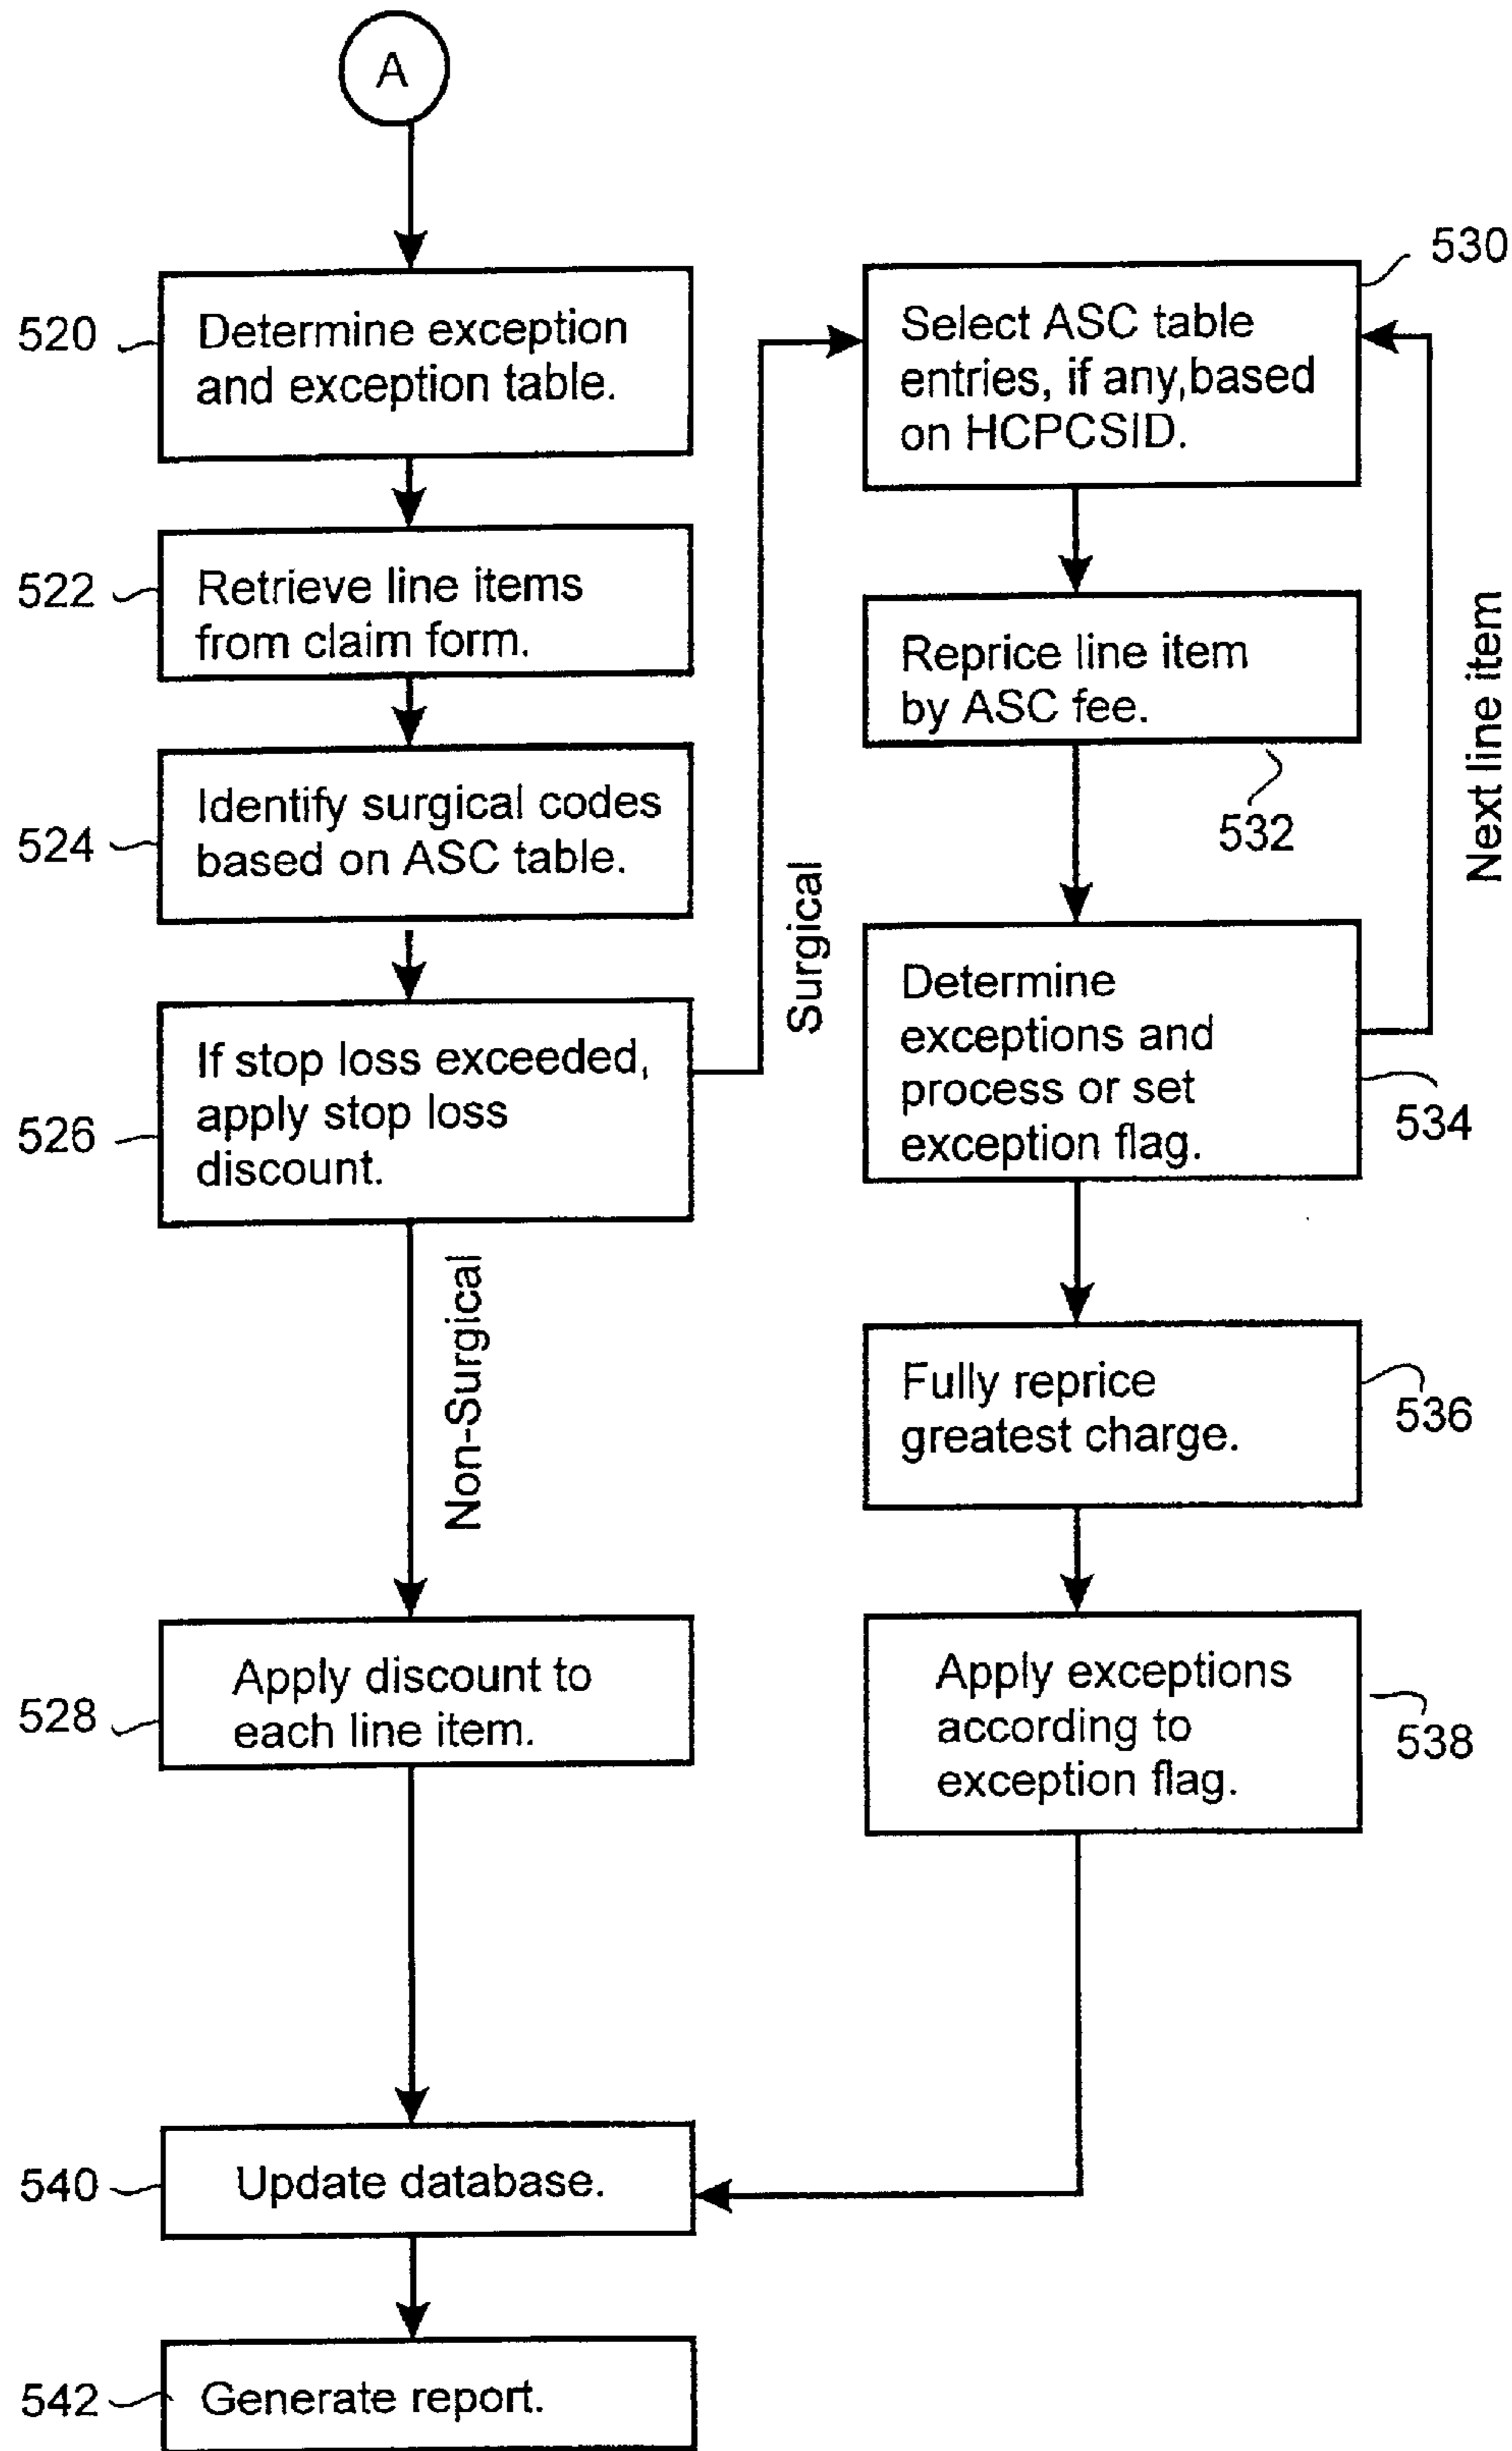 A
520
Determine exception
and exception table.
522
Retrieve line items
from claim form.
524
Identify surgical codes
based on ASC table.
526
If stop loss exceeded,
apply stop loss
discount.
Surgical
Non-Surgical
528
Apply discount to
each line item.
530
Select ASC table
entries, if any,based
on HCPCSID.
Reprice line item
by ASC fee.
532
Next line item
Determine
exceptions and
process or set
exception flag.
534
Fully reprice
greatest charge.
536
Apply exceptions
according to
exception flag.
538
540
Update database.
542
Generate report.